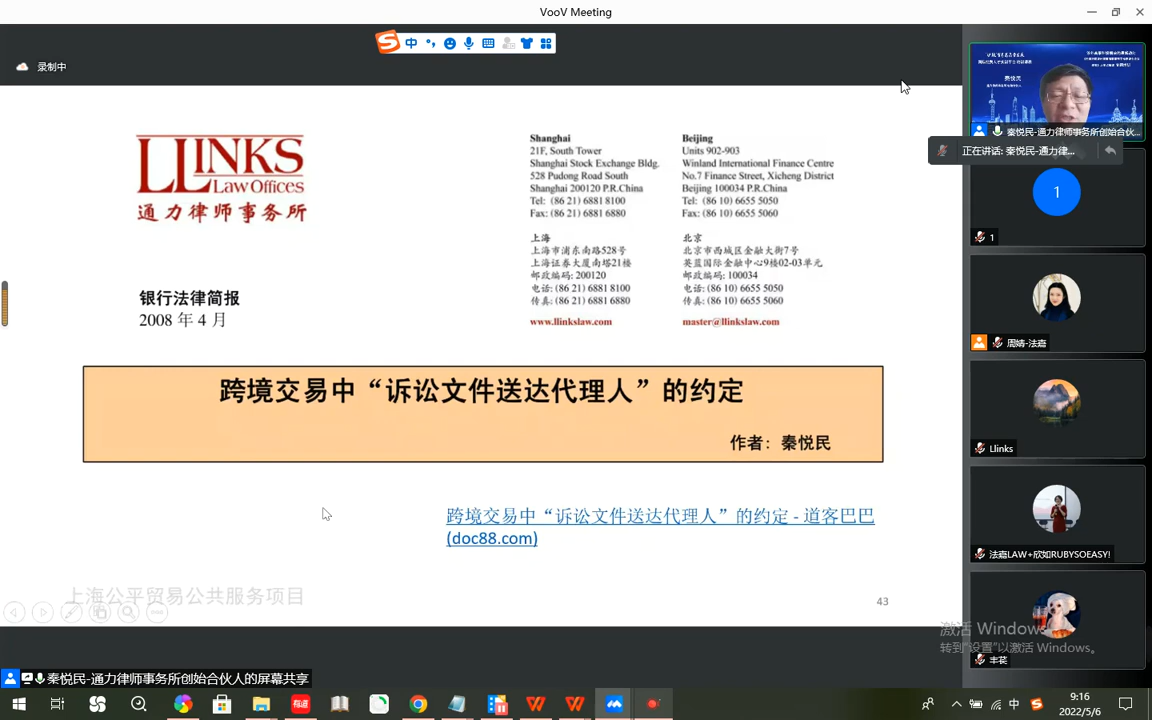 VooV Meeting
中
录制中
LLINKS
Law Offices
通力律师事务所
Shanghai
21F, South Tower
Shanghai Stock Exchange Bldg.
528 Pudong Road South
Shanghai 200120 P.R.China
Tel: (86 21) 6881 8100
Fax: (86 21) 6881 6880
上海
上海市浦东南路528号
上海证券大厦南塔21楼
邮政编码: 200120
电话: (86 21) 6881 8100
传真: (86 21) 6881 6880
www.llinkslaw.com
Beijing
Units 902-903
Winland International Finance Centre
No.7 Finance Street, Xicheng District
Beijing 100034 P.R.China
Tel: (86 10) 6655 5050
Fax: (86 10) 6655 5060
北京
北京市西城区金融大街7号
英蓝国际金融中心9楼02-03单元
邮政编码: 100034
电话: (86 10) 6655 5050
传真: (86 10) 6655 5060
master@llinkslaw.com
银行法律简报
2008 年 4 月
跨境交易中“诉讼文件送达代理人”的约定
作者：秦悦民
跨境交易中“诉讼文件送达代理人”的约定 - 道客巴巴
(doc88.com)
上海公平贸易公共服务项目
43
秦悦民-通力律师事务所创始合伙人的屏幕共享
秦悦民
秦悦民-通力律师事务所创始合伙...
正在讲话: 秦悦民-通力律...
1
1
周婧-法嘉
Llinks
法嘉LAW+欣如RUBYSOEASY!
激活 Windows
转到"设置"以激活 Windows。
丰荽
有道
中
9:16
2022/5/6